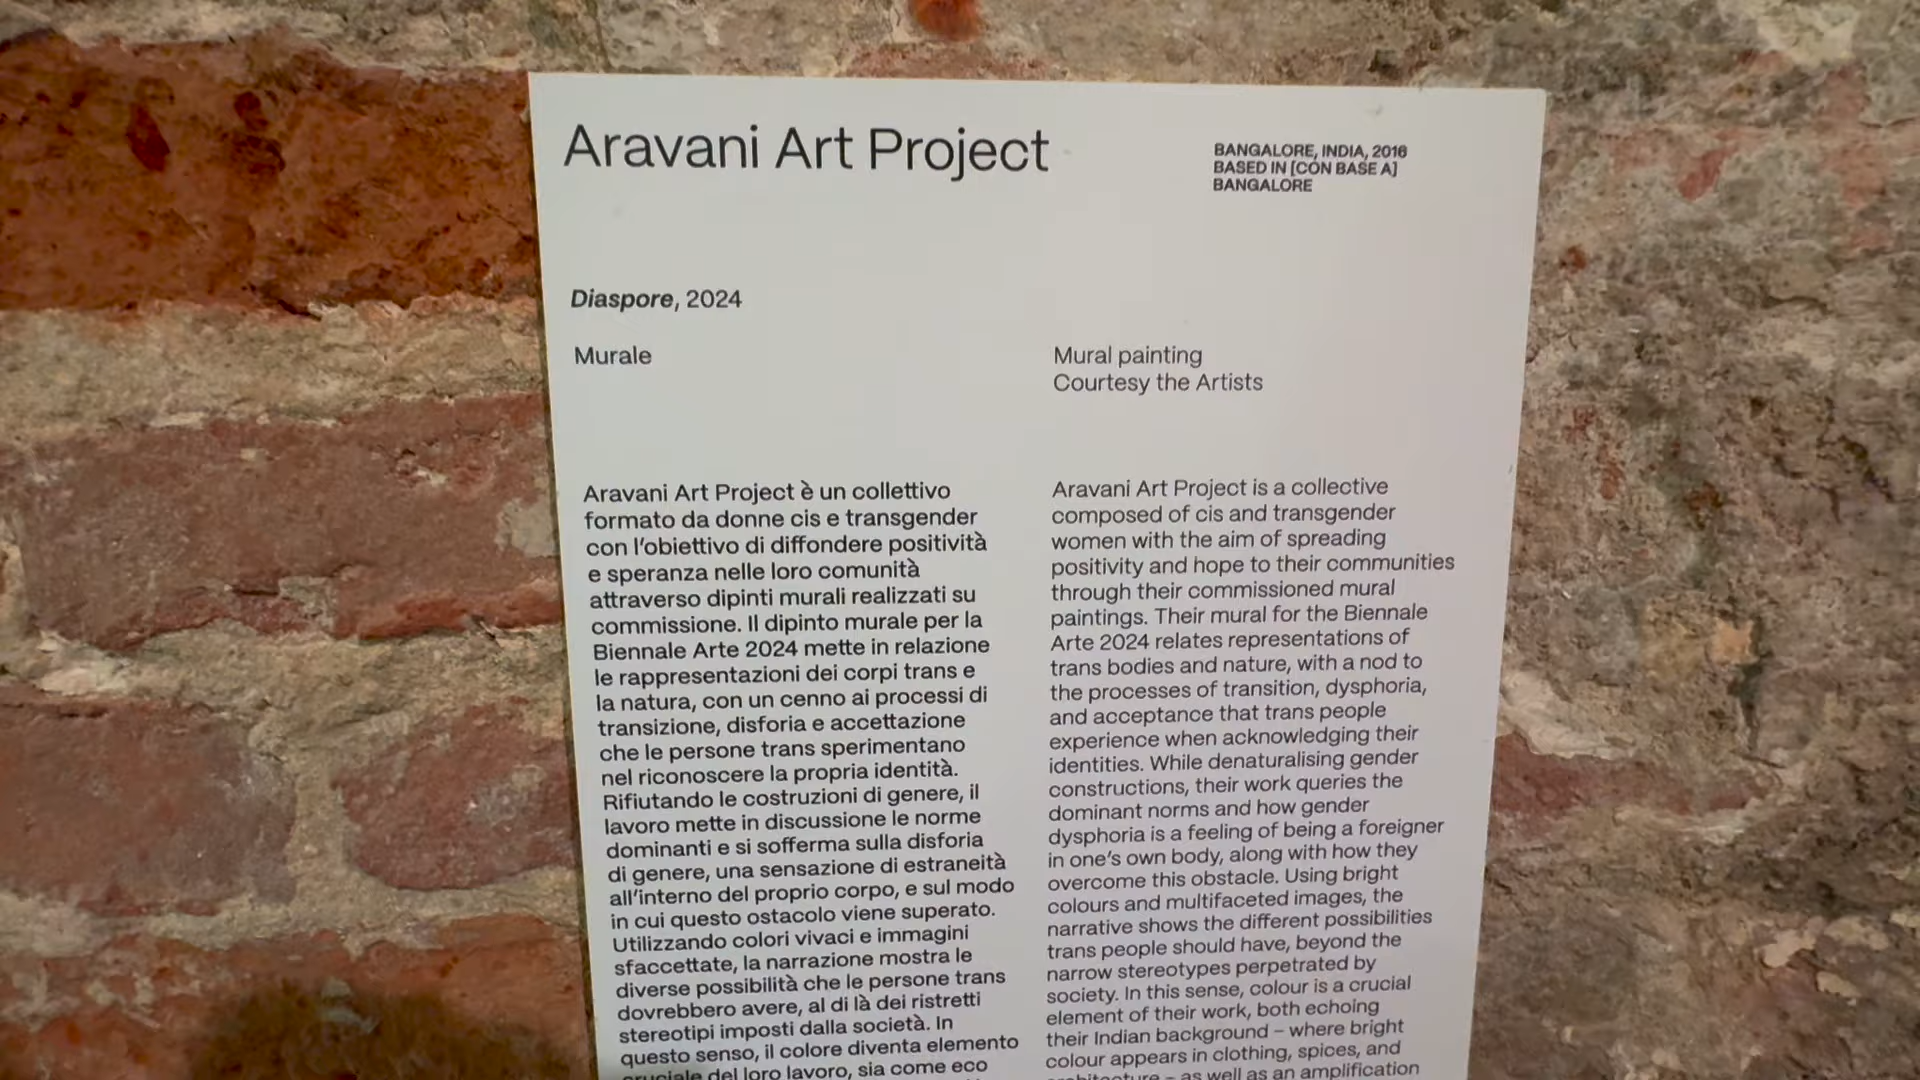 Aravani Art Project
BANGALORE, INDIA, 2016
BASED IN [CON BASE A]
BANGALORE
Diaspore, 2024
Murale
Mural painting
Courtesy the Artists
Aravani Art Project è un collettivo
formato da donne cis e transgender
con l'obiettivo di diffondere positività
e speranza nelle loro comunità
attraverso dipinti murali realizzati su
commissione. Il dipinto murale per la
Biennale Arte 2024 mette in relazione
le rappresentazioni dei corpi trans e
la natura, con un cenno ai processi di
transizione, disforia e accettazione
che le persone trans sperimentano
nel riconoscere la propria identità.
Rifiutando le costruzioni di genere, il
lavoro mette in discussione le norme
dominanti e si sofferma sulla disforia
di genere, una sensazione di estraneità
all'interno del proprio corpo, e sul modo
in cui questo ostacolo viene superato.
Utilizzando colori vivaci e immagini
sfaccettate, la narrazione mostra le
diverse possibilità che le persone trans
dovrebbero avere, al di là dei ristretti
stereotipi imposti dalla società. In
questo senso, il colore diventa elemento
cruciale del loro lavoro, sia come eco
Aravani Art Project is a collective
composed of cis and transgender
women with the aim of spreading
positivity and hope to their communities
through their commissioned mural
paintings. Their mural for the Biennale
Arte 2024 relates representations of
trans bodies and nature, with a nod to
the processes of transition, dysphoria,
and acceptance that trans people
experience when acknowledging their
identities. While denaturalising gender
constructions, their work queries the
dominant norms and how gender
dysphoria is a feeling of being a foreigner
in one's own body, along with how they
overcome this obstacle. Using bright
colours and multifaceted images, the
narrative shows the different possibilities
trans people should have, beyond the
narrow stereotypes perpetrated by
society. In this sense, colour is a crucial
element of their work, both echoing
their Indian background – where bright
colour appears in clothing, spices, and
architecture – as well as an amplification